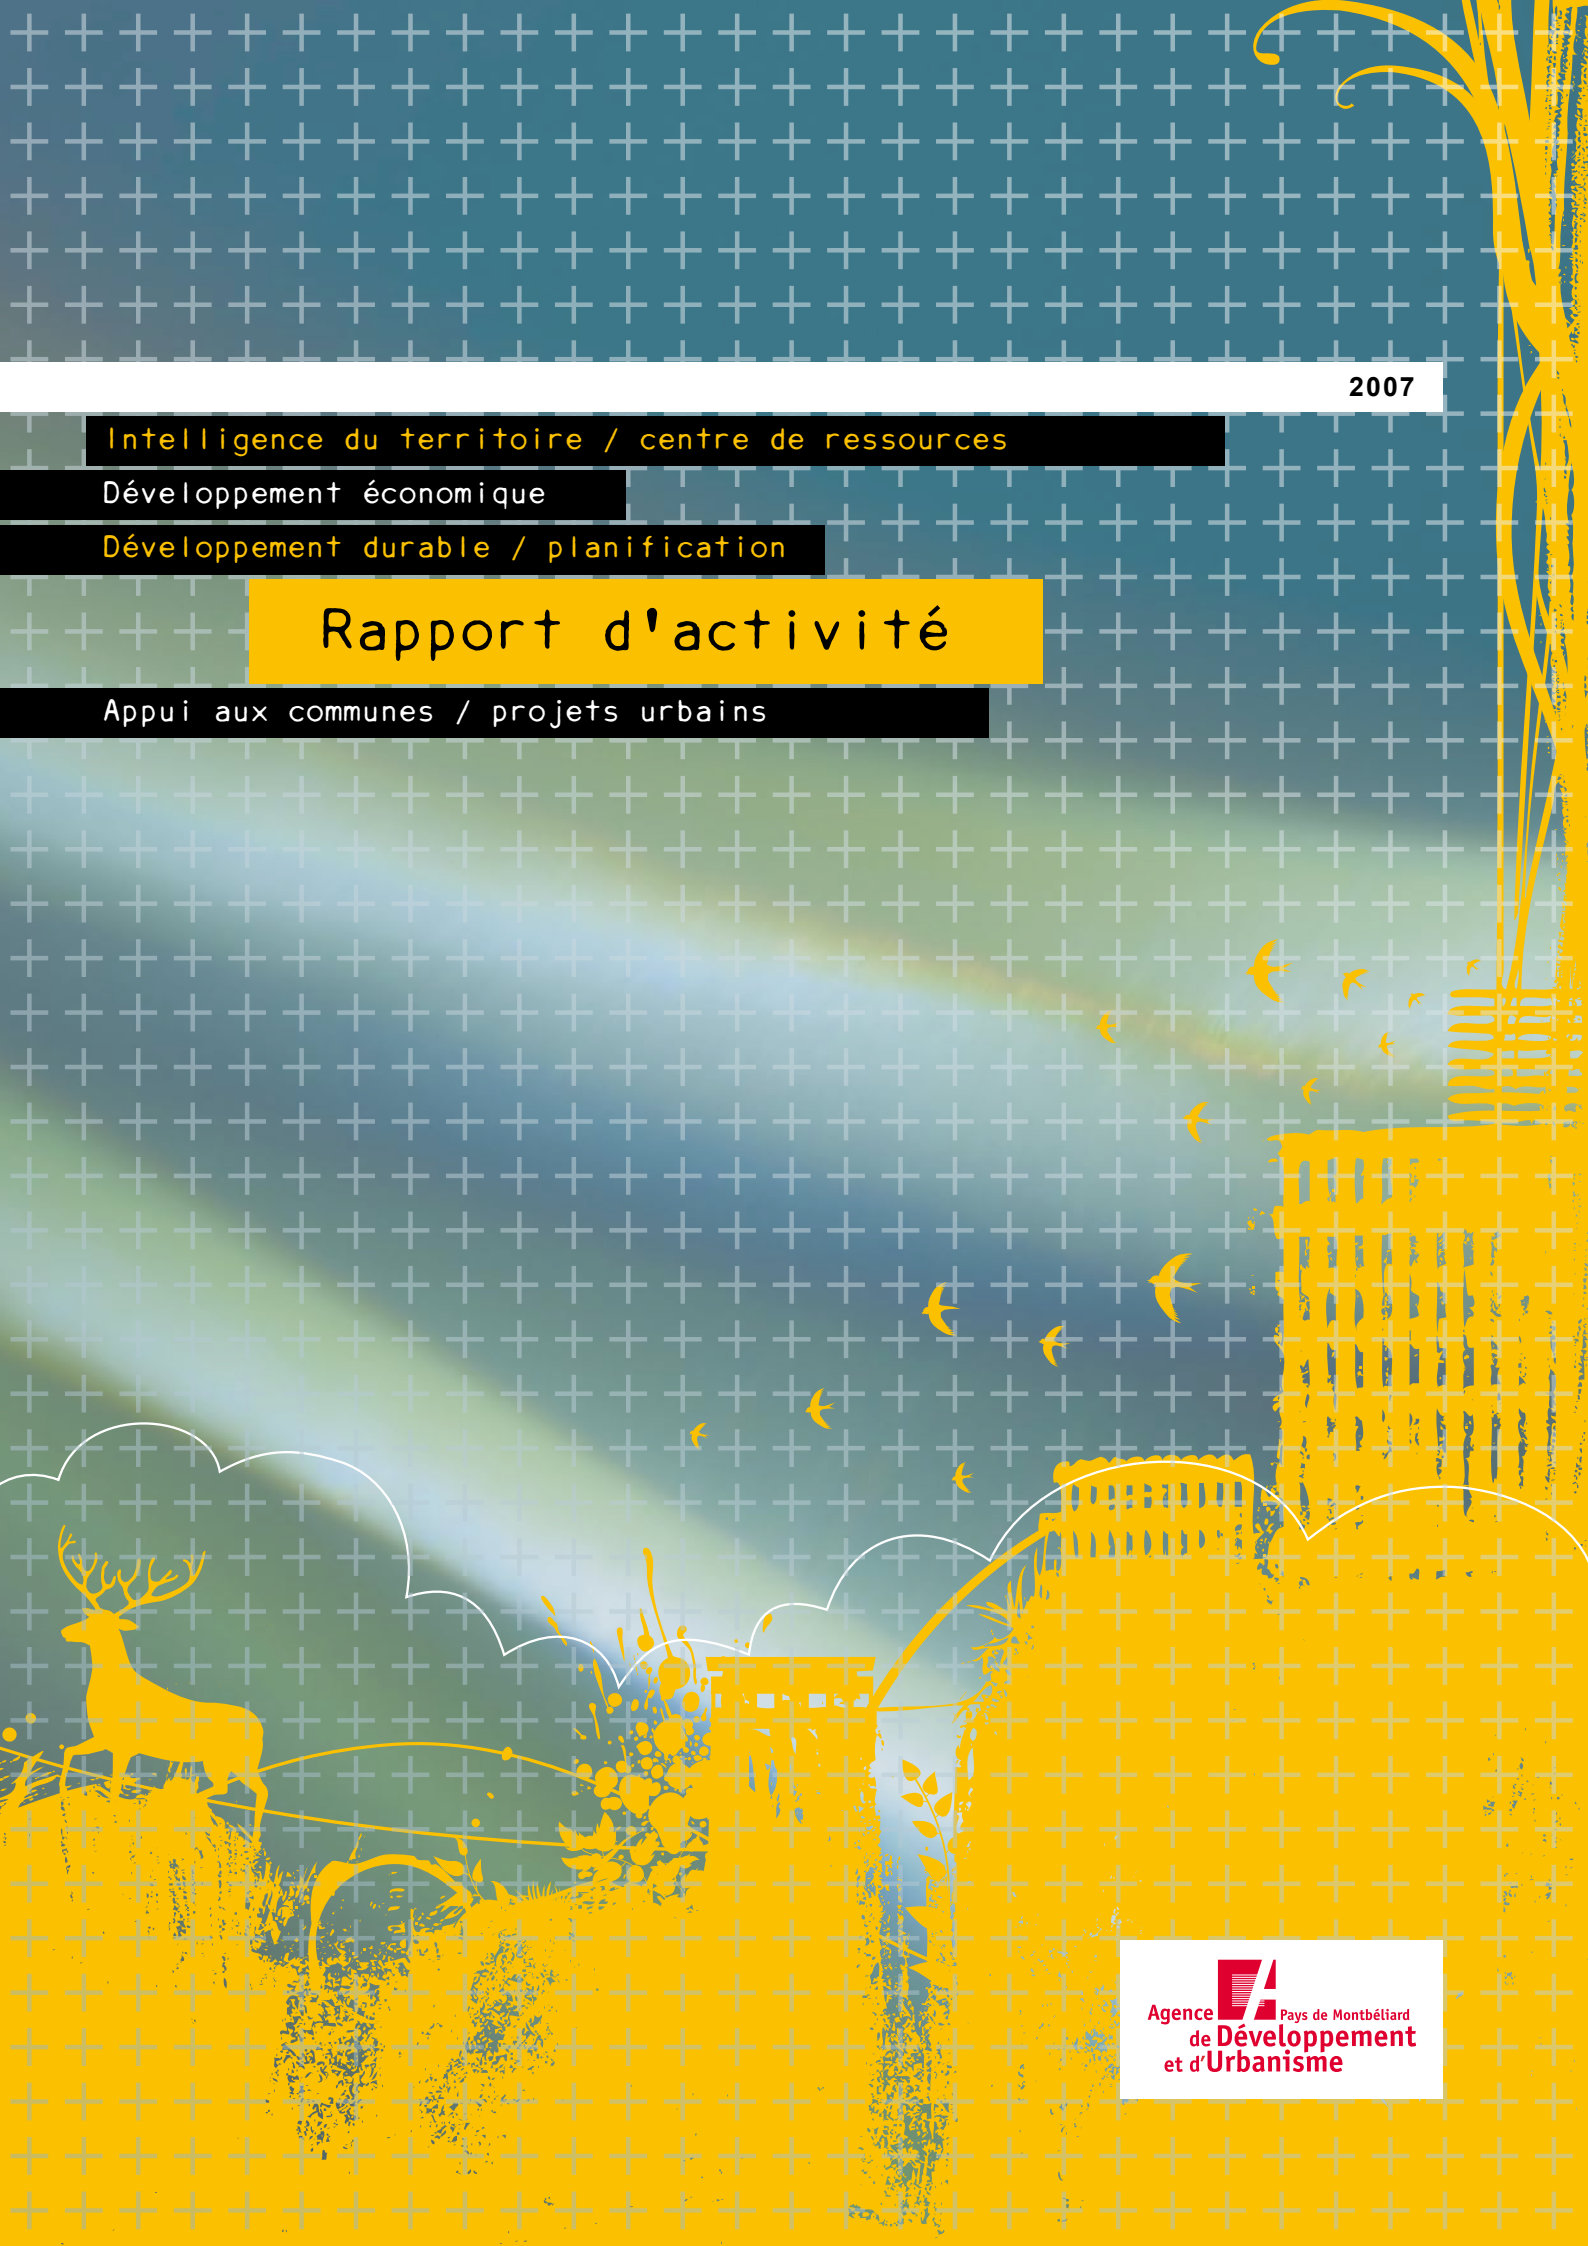 2007
Intelligence du territoire / centre de ressources
Développement économique
Développement durable / planification
Rapport d'activité
Appui aux communes / projets urbains
Agence Pays de Montbéliard
de Développement
et d'Urbanisme